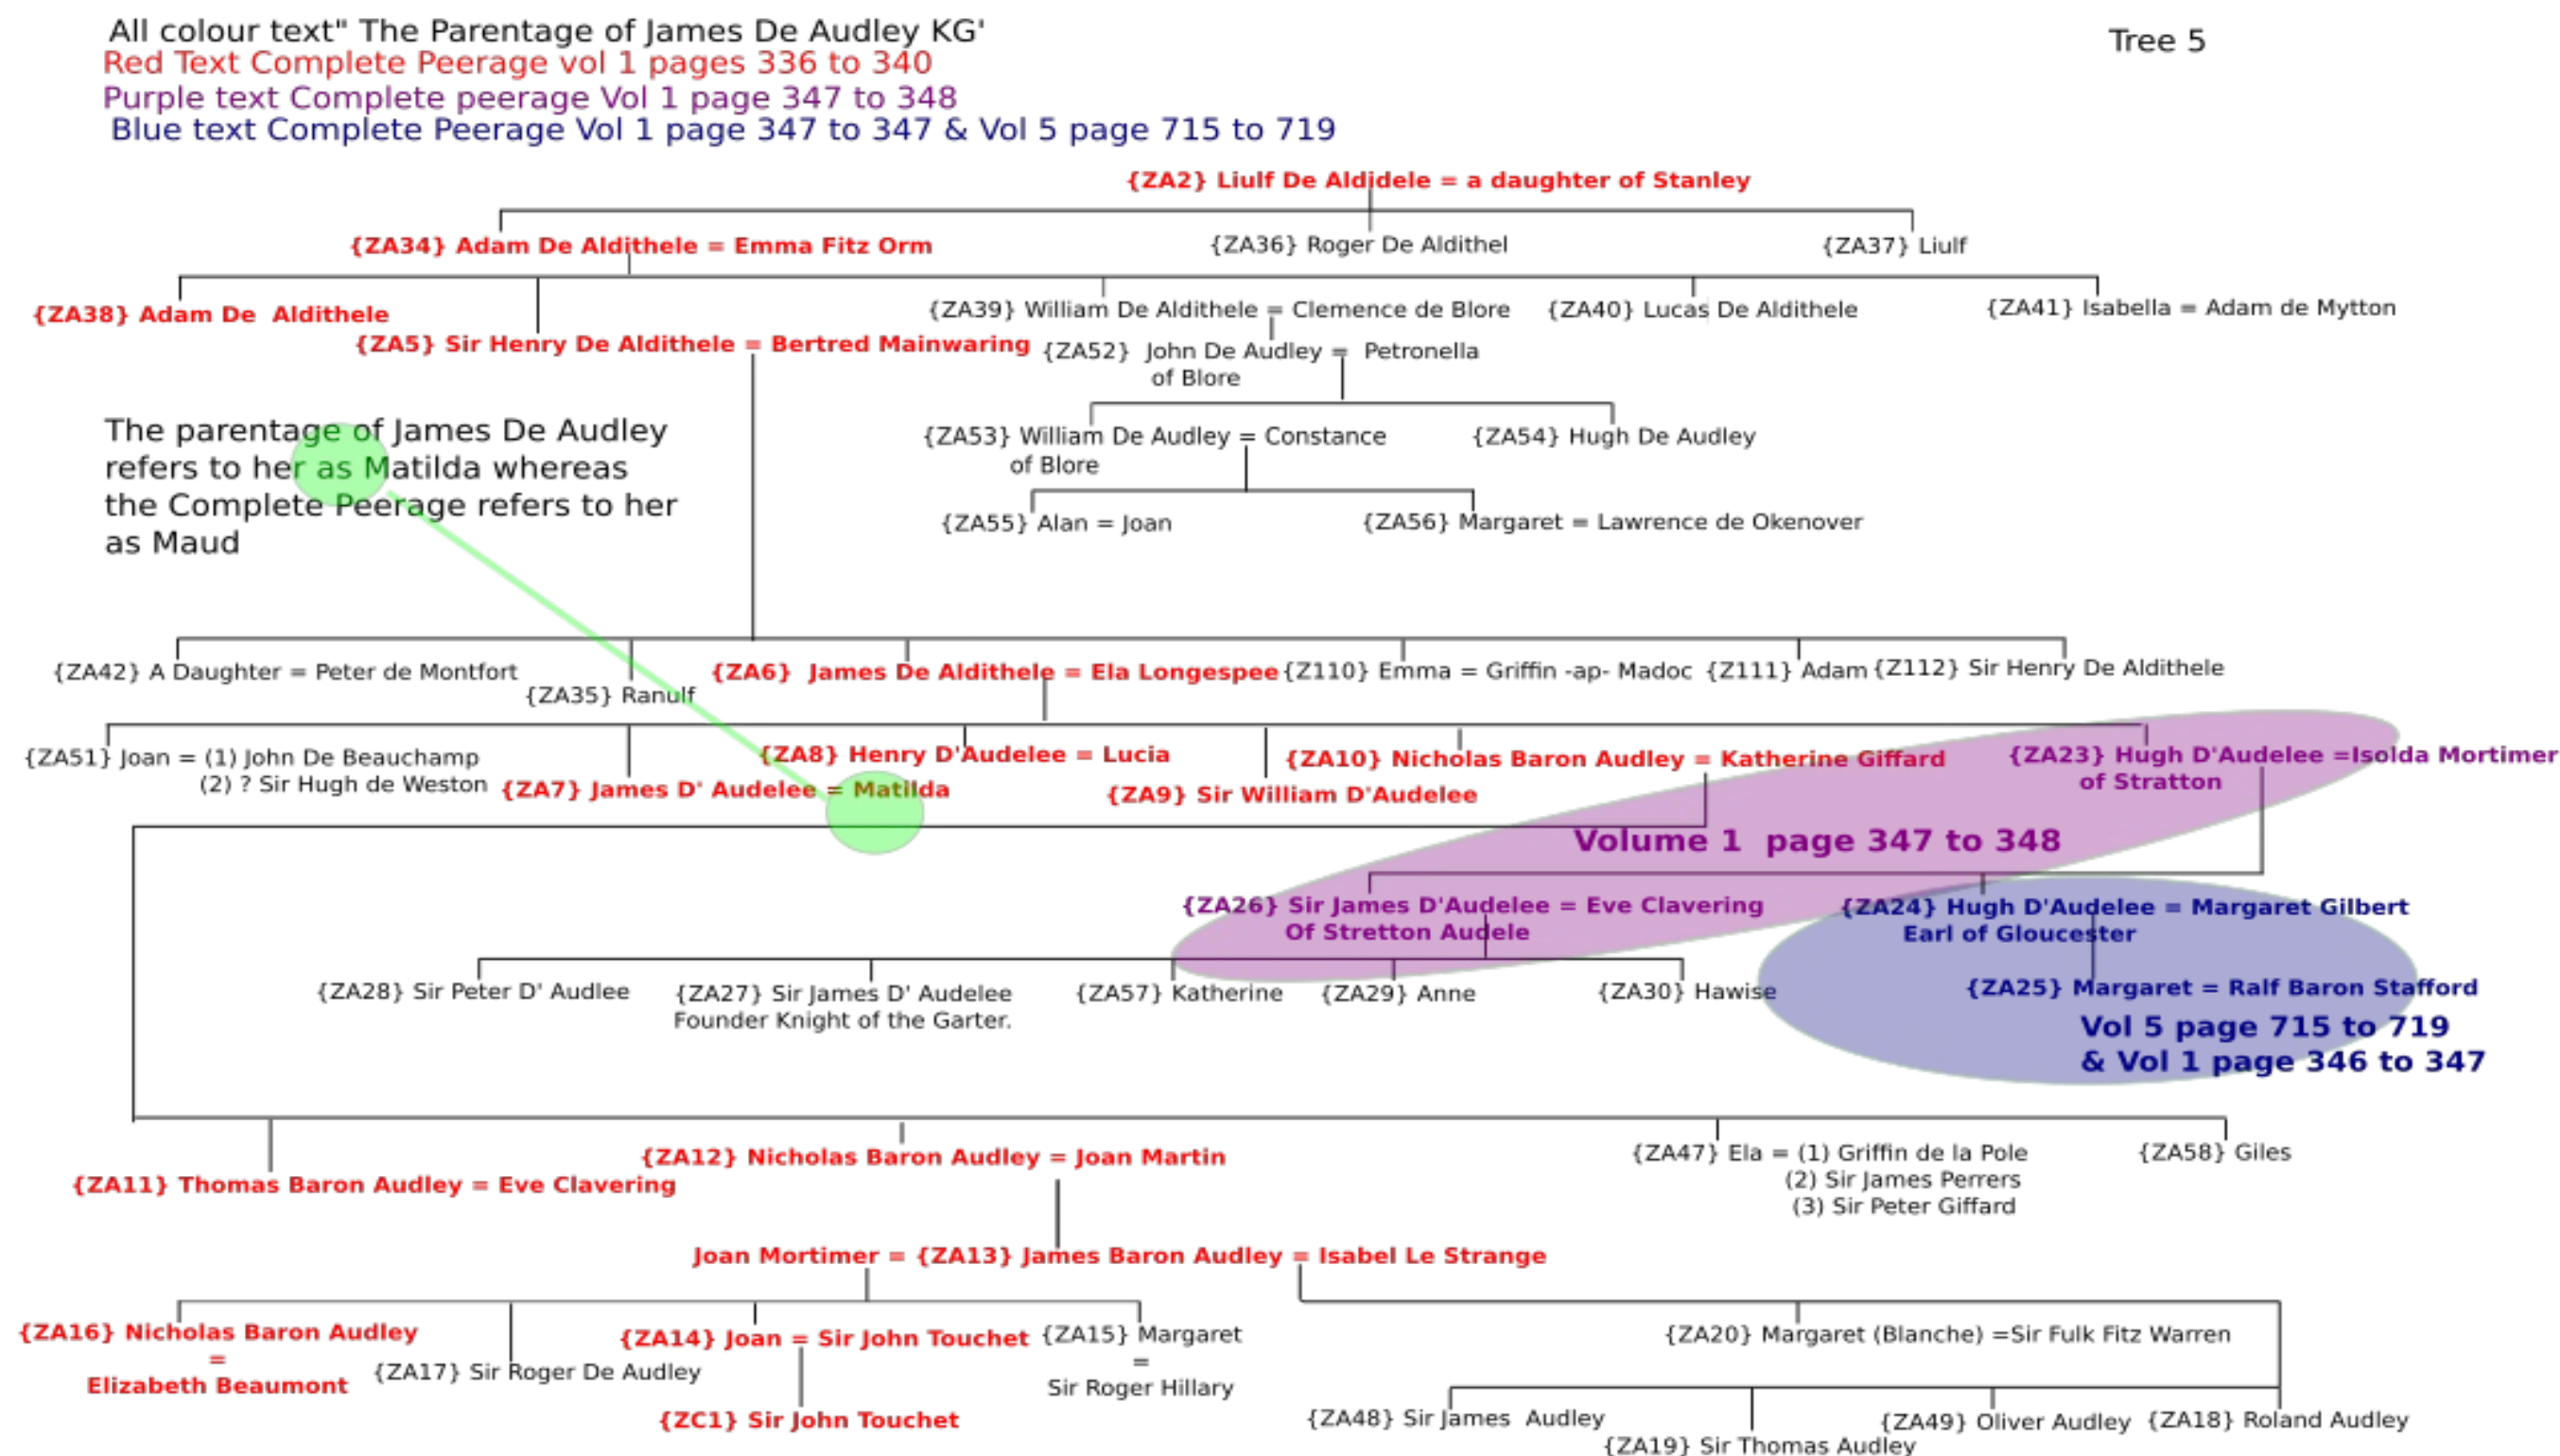 All colour text" The Parentage of James De Audley KG'
Tree 5
Red Text Complete Peerage vol 1 pages 336 to 340
Purple text Complete peerage Vol 1 page 347 to 348
Blue text Complete Peerage Vol 1 page 347 to 347 & Vol 5 page 715 to 719
{ZA2} Liulf De Aldidele = a daughter of Stanley
{ZA34} Adam De Aldithele = Emma Fitz Orm
{ZA36} Roger De Aldithel
{ZA37} Liulf
{ZA38} Adam De Aldithele
{ZA39} William De Aldithele = Clemence de Blore
{ZA40} Lucas De Aldithele
{ZA41} Isabella = Adam de Mytton
{ZA5} Sir Henry De Aldithele = Bertred Mainwaring
{ZA52} John De Audley = Petronella
of Blore
The parentage of James De Audley
refers to her as Matilda whereas
the Complete Peerage refers to her
as Maud
{ZA53} William De Audley = Constance
of Blore
{ZA54} Hugh De Audley
{ZA55} Alan = Joan
{ZA56} Margaret = Lawrence de Okenover
{ZA42} A Daughter = Peter de Montfort
{ZA35} Ranulf
{ZA6} James De Aldithele = Ela Longespee
{Z110} Emma = Griffin -ap- Madoc
{Z111} Adam
{Z112} Sir Henry De Aldithele
{ZA51} Joan = (1) John De Beauchamp
(2) ? Sir Hugh de Weston
{ZA7} James D' Audelee = Matilda
{ZA8} Henry D'Audelee = Lucia
{ZA9} Sir William D'Audelee
{ZA10} Nicholas Baron Audley = Katherine Giffard
{ZA23} Hugh D'Audelee =Isolda Mortimer
of Stratton
Volume 1 page 347 to 348
{ZA26} Sir James D'Audelee = Eve Clavering
Of Stretton Audele
{ZA24} Hugh D'Audelee = Margaret Gilbert
Earl of Gloucester
{ZA28} Sir Peter D' Audlee
{ZA27} Sir James D' Audelee
Founder Knight of the Garter.
{ZA57} Katherine
{ZA29} Anne
{ZA30} Hawise
{ZA25} Margaret = Ralf Baron Stafford
Vol 5 page 715 to 719
& Vol 1 page 346 to 347
{ZA11} Thomas Baron Audley = Eve Clavering
{ZA12} Nicholas Baron Audley = Joan Martin
{ZA47} Ela = (1) Griffin de la Pole
(2) Sir James Perrers
(3) Sir Peter Giffard
{ZA58} Giles
Joan Mortimer = {ZA13} James Baron Audley = Isabel Le Strange
{ZA16} Nicholas Baron Audley
=
Elizabeth Beaumont
{ZA17} Sir Roger De Audley
{ZA14} Joan = Sir John Touchet
{ZA15} Margaret
=
Sir Roger Hillary
{ZA20} Margaret (Blanche) =Sir Fulk Fitz Warren
{ZC1} Sir John Touchet
{ZA48} Sir James Audley
{ZA19} Sir Thomas Audley
{ZA49} Oliver Audley
{ZA18} Roland Audley